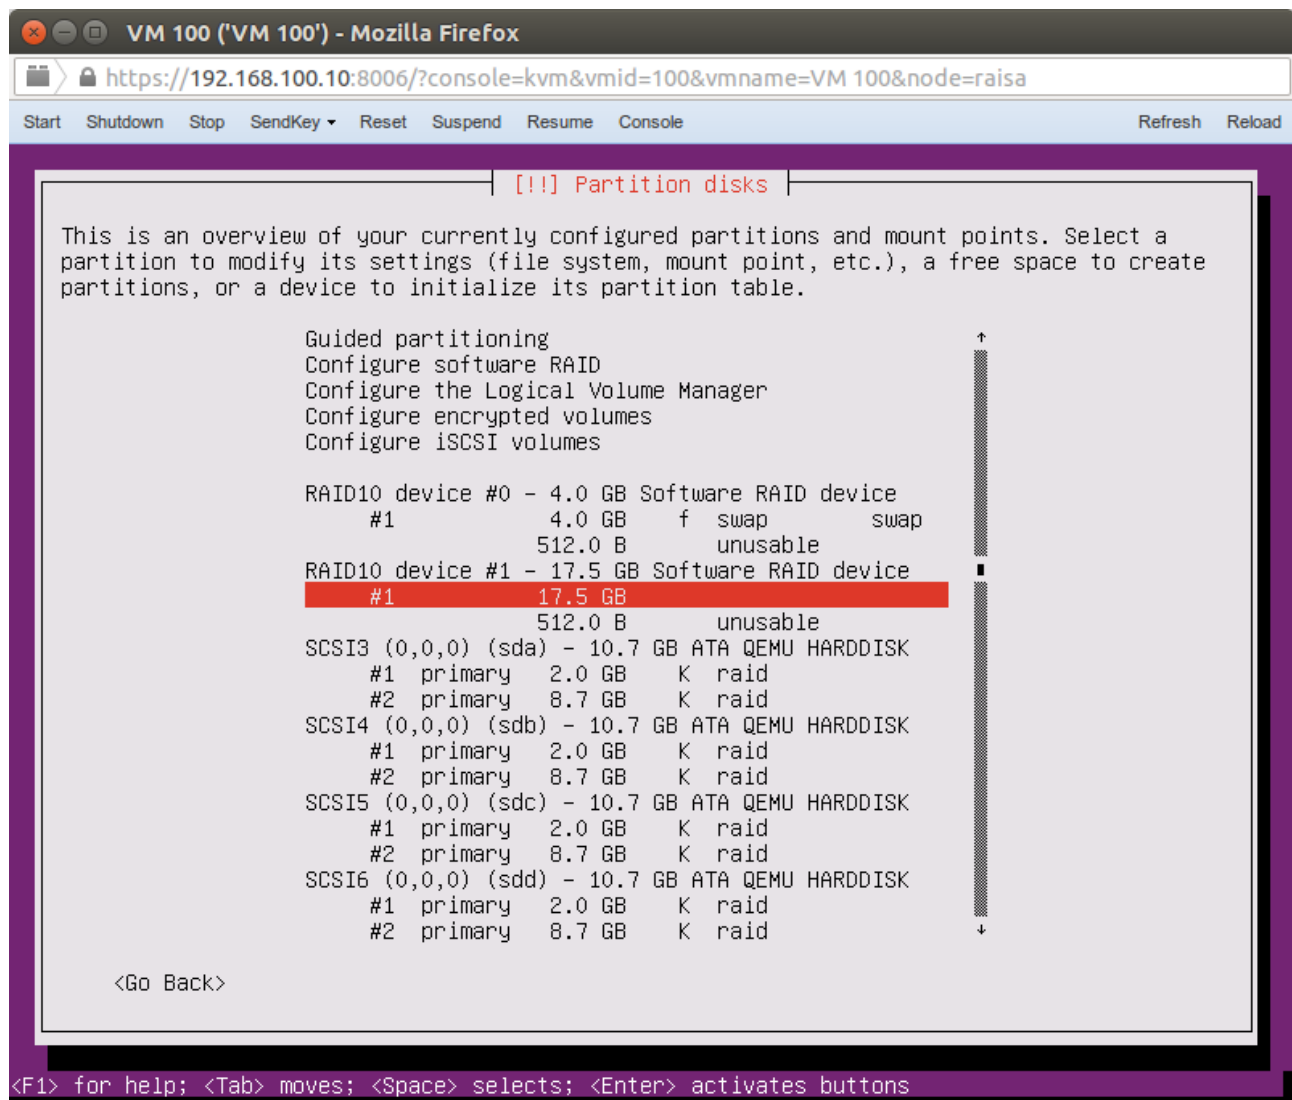 VM 100 ('VM 100') - Mozilla Firefox
https://192.168.100.10:8006/?console=kvm&vmid=100&vmname=VM 100&node=raisa
Start Shutdown Stop SendKey Reset Suspend Resume Console Refresh Reload
[!!] Partition disks
This is an overview of your currently configured partitions and mount points. Select a
partition to modify its settings (file system, mount point, etc.), a free space to create
partitions, or a device to initialize its partition table.
Guided partitioning
Configure software RAID
Configure the Logical Volume Manager
Configure encrypted volumes
Configure iSCSI volumes
RAID10 device #0 - 4.0 GB Software RAID device
#1 4.0 GB f swap swap
512.0 B unusable
RAID10 device #1 - 17.5 GB Software RAID device
#1 17.5 GB
512.0 B unusable
SCSI3 (0,0,0) (sda) - 10.7 GB ATA QEMU HARDDISK
#1 primary 2.0 GB K raid
#2 primary 8.7 GB K raid
SCSI4 (0,0,0) (sdb) - 10.7 GB ATA QEMU HARDDISK
#1 primary 2.0 GB K raid
#2 primary 8.7 GB K raid
SCSI5 (0,0,0) (sdc) - 10.7 GB ATA QEMU HARDDISK
#1 primary 2.0 GB K raid
#2 primary 8.7 GB K raid
SCSI6 (0,0,0) (sdd) - 10.7 GB ATA QEMU HARDDISK
#1 primary 2.0 GB K raid
#2 primary 8.7 GB K raid
<Go Back>
<F1> for help; <Tab> moves; <Space> selects; <Enter> activates buttons